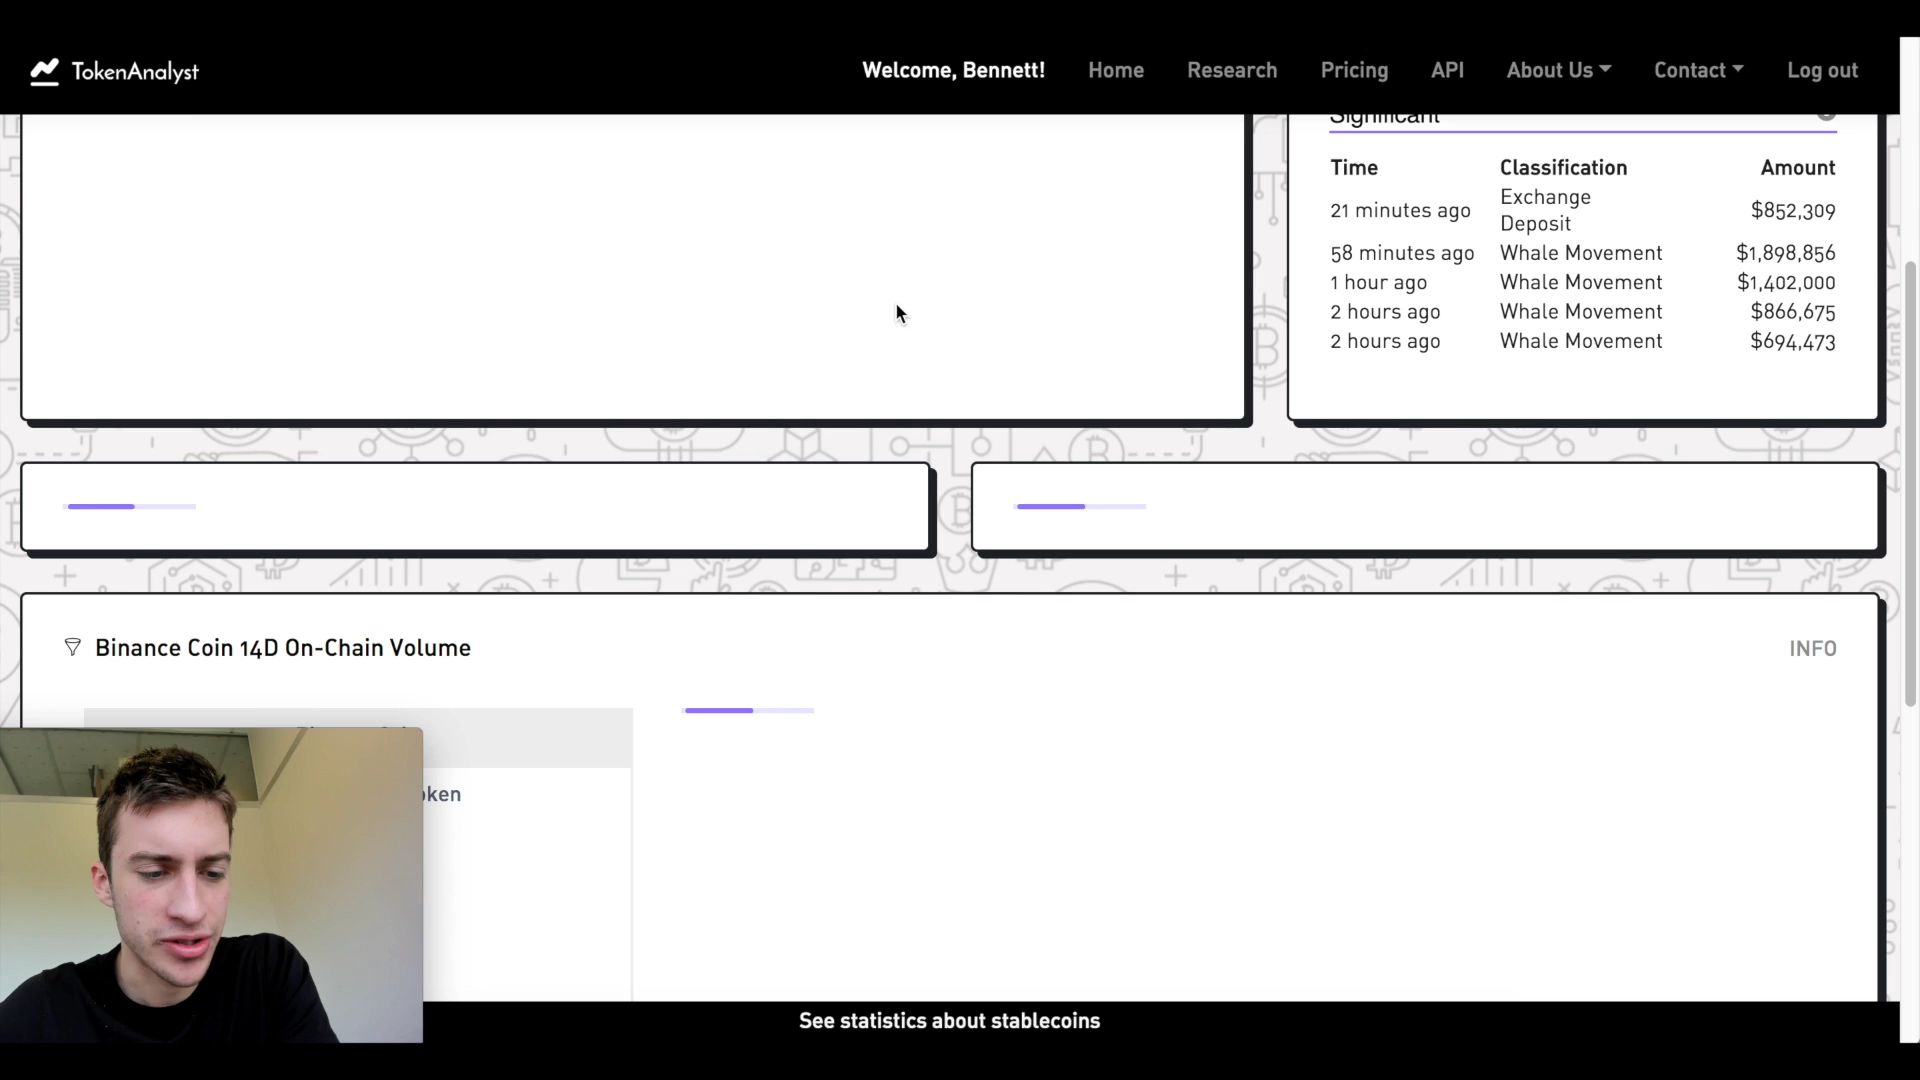 TokenAnalyst
Welcome, Bennett!
Home
Research
Pricing
API
About Us
Contact
Log out
Significant
Time Classification Amount
21 minutes ago Exchange Deposit $852,309
58 minutes ago Whale Movement $1,898,856
1 hour ago Whale Movement $1,402,000
2 hours ago Whale Movement $866,675
2 hours ago Whale Movement $694,473
Binance Coin 14D On-Chain Volume
INFO
oken
See statistics about stablecoins